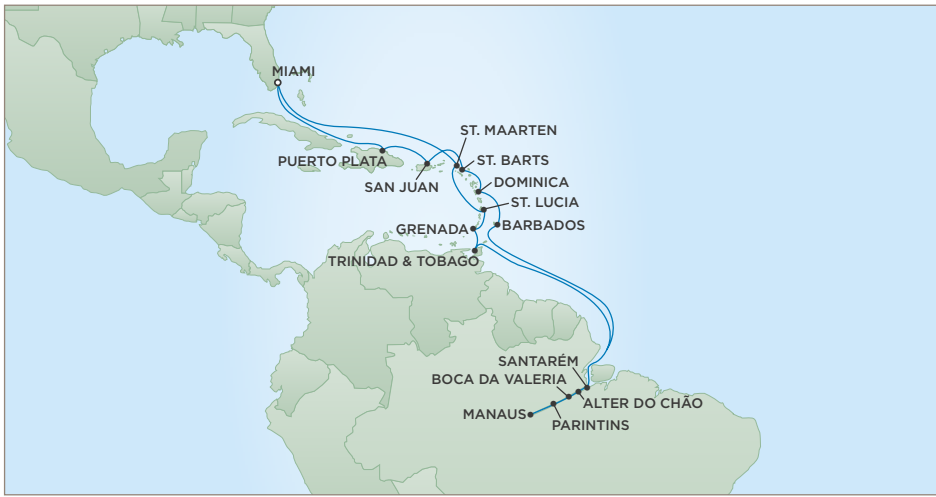 MIAMI
ST. MAARTEN
PUERTO PLATA
ST. BARTS
SAN JUAN
DOMINICA
ST. LUCIA
GRENADA
BARBADOS
TRINIDAD & TOBAGO
SANTARÉM
BOCA DA VALERIA
ALTER DO CHÃO
MANAUS
PARINTINS